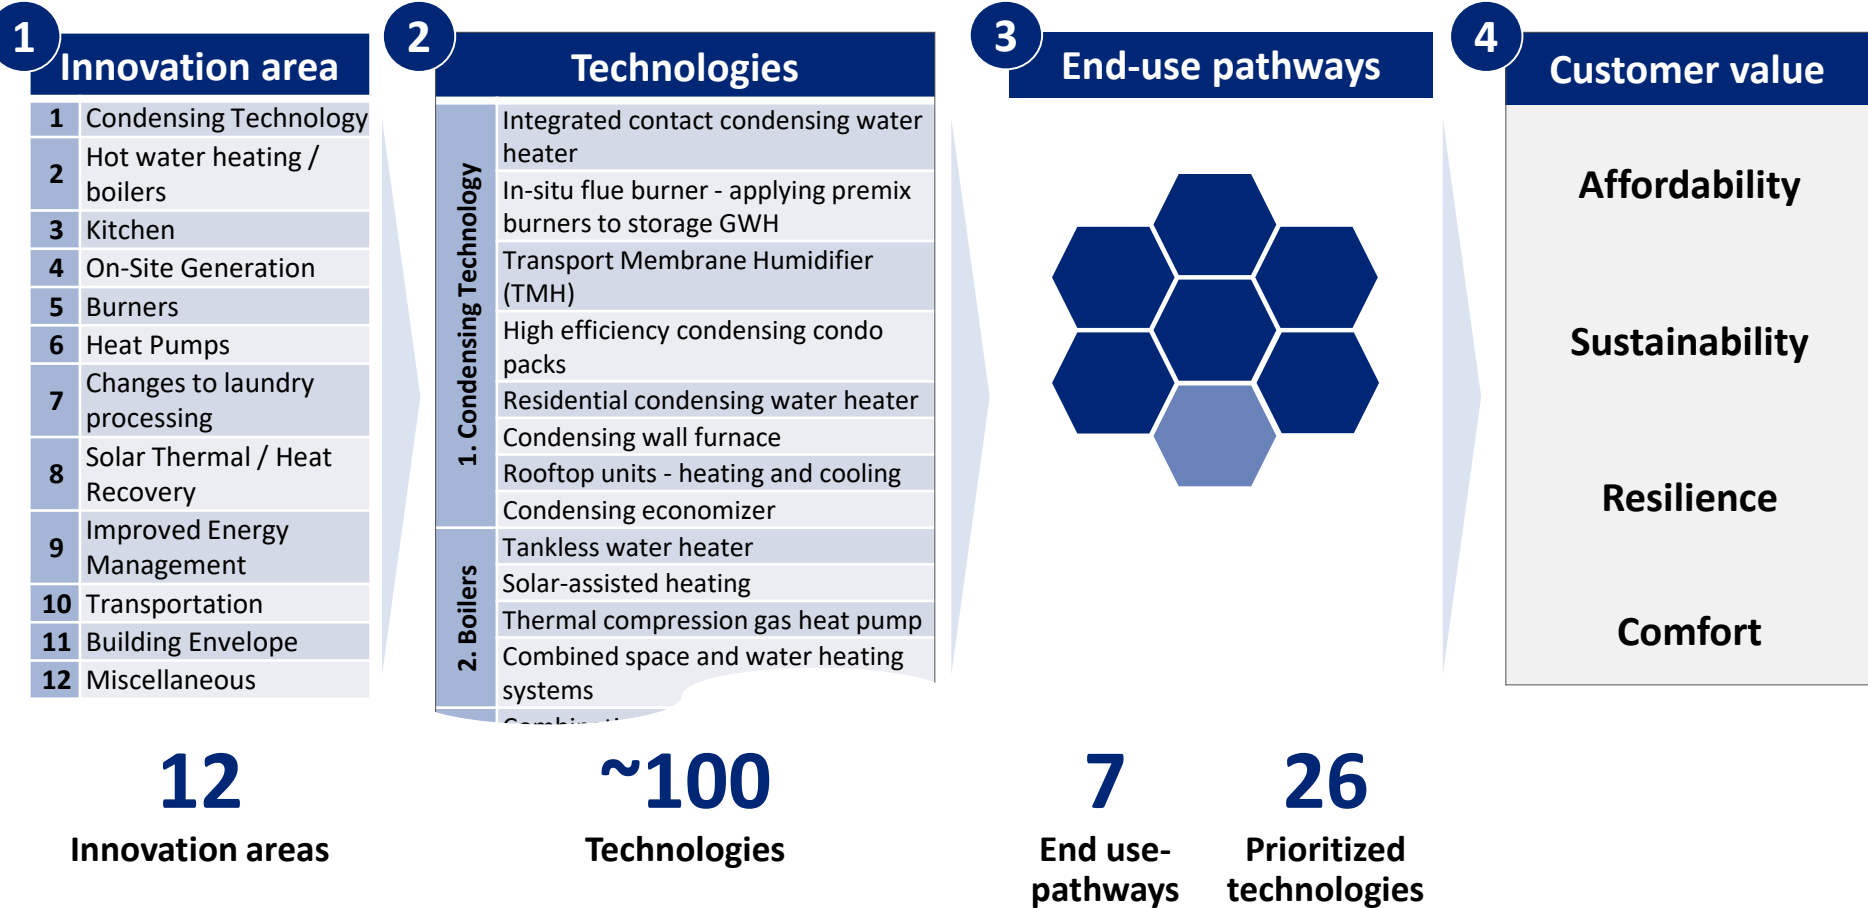 1
Innovation area
1 Condensing Technology
2 Hot water heating /
boilers
3 Kitchen
4 On-Site Generation
5 Burners
6 Heat Pumps
7 Changes to laundry
processing
8 Solar Thermal / Heat
Recovery
9 Improved Energy
Management
10 Transportation
11 Building Envelope
12 Miscellaneous
12
Innovation areas
2
Technologies
1. Condensing Technology
Integrated contact condensing water
heater
In-situ flue burner - applying premix
burners to storage GWH
Transport Membrane Humidifier
(TMH)
High efficiency condensing condo
packs
Residential condensing water heater
Condensing wall furnace
Rooftop units - heating and cooling
Condensing economizer
2. Boilers
Tankless water heater
Solar-assisted heating
Thermal compression gas heat pump
Combined space and water heating
systems
~100
Technologies
3
End-use pathways
7
End use-
pathways
26
Prioritized
technologies
4
Customer value
Affordability
Sustainability
Resilience
Comfort